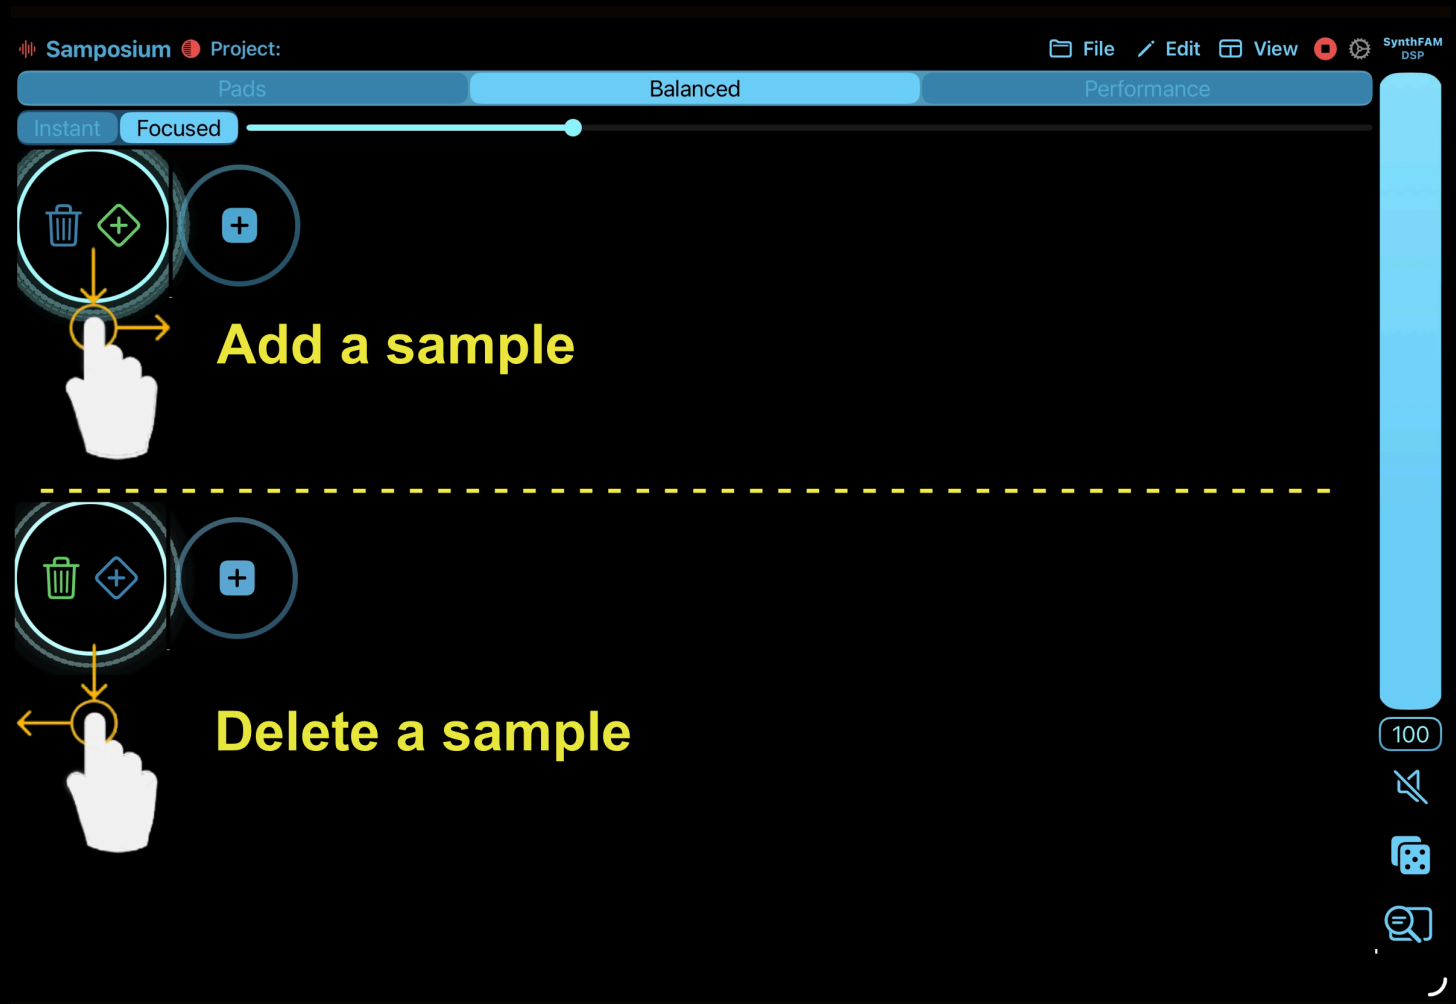 Samposium Project:
File Edit View
SynthFAM
DSP
Pads Balanced Performance
Instant Focused
Add a sample
Delete a sample
100